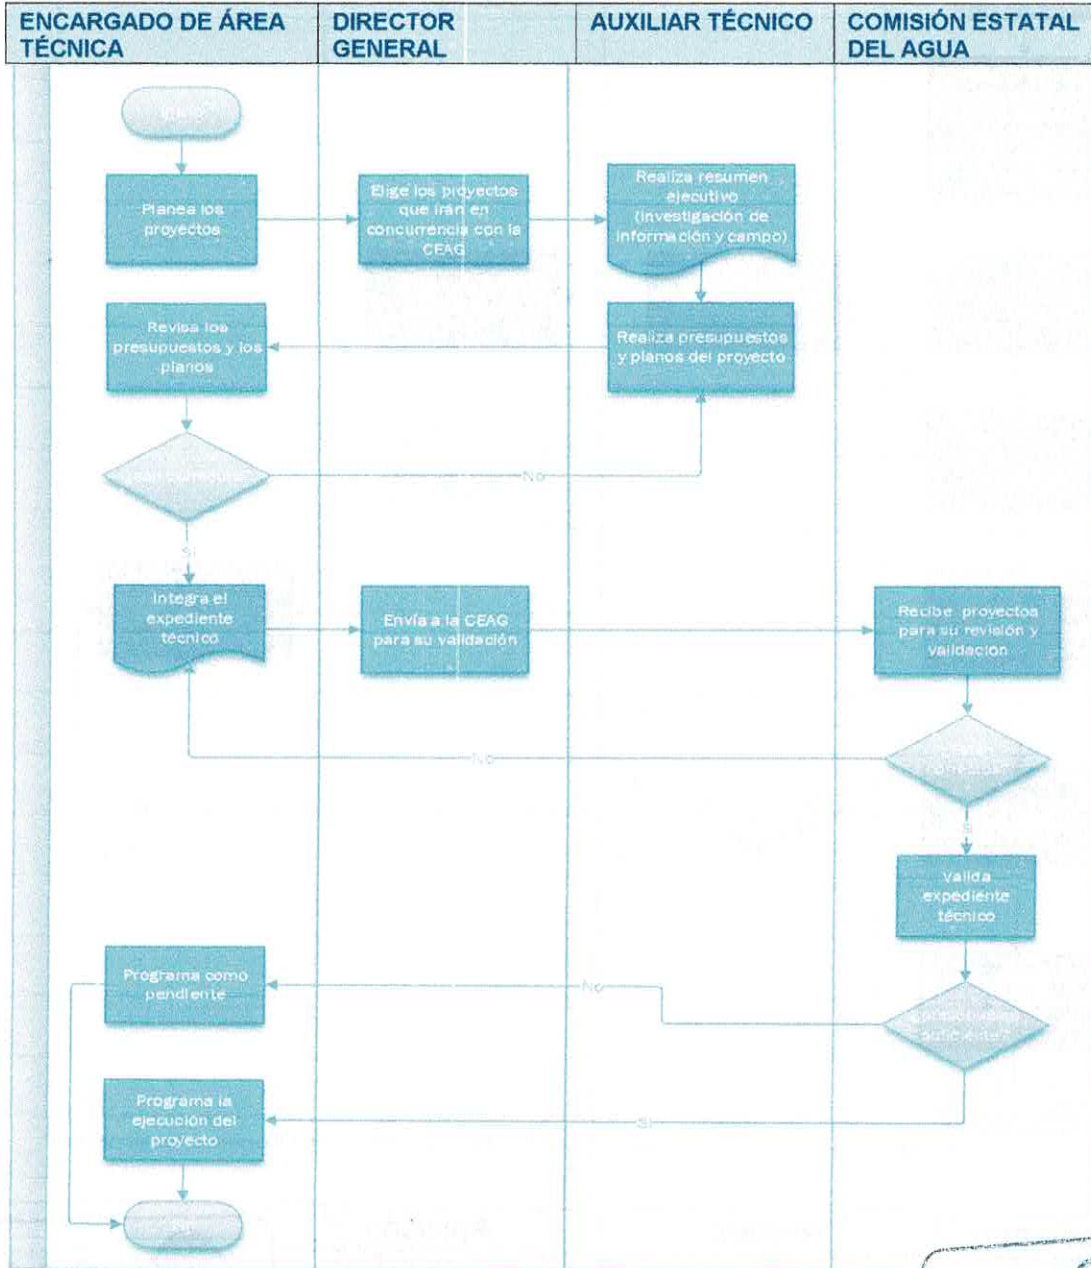 ENCARGADO DE ÁREA
TÉCNICA
DIRECTOR
GENERAL
AUXILIAR TÉCNICO
COMISIÓN ESTATAL
DEL AGUA
Planea los
proyectos
Elige los proyectos
que irán en
concurrencia con la
CEAG
Realiza resumen
ejecutivo
(investigación de
información y campo)
Revisa los
presupuestos y los
planos
Realiza presupuestos
y planos del proyecto
No
Si
Integra el
expediente
técnico
Envía a la CEAG
para su validación
Recibe proyectos
para su revisión y
validación
No
Si
Valida
expediente
técnico
Programa como
pendiente
No
suficiente?
Programa la
ejecución del
proyecto
Si